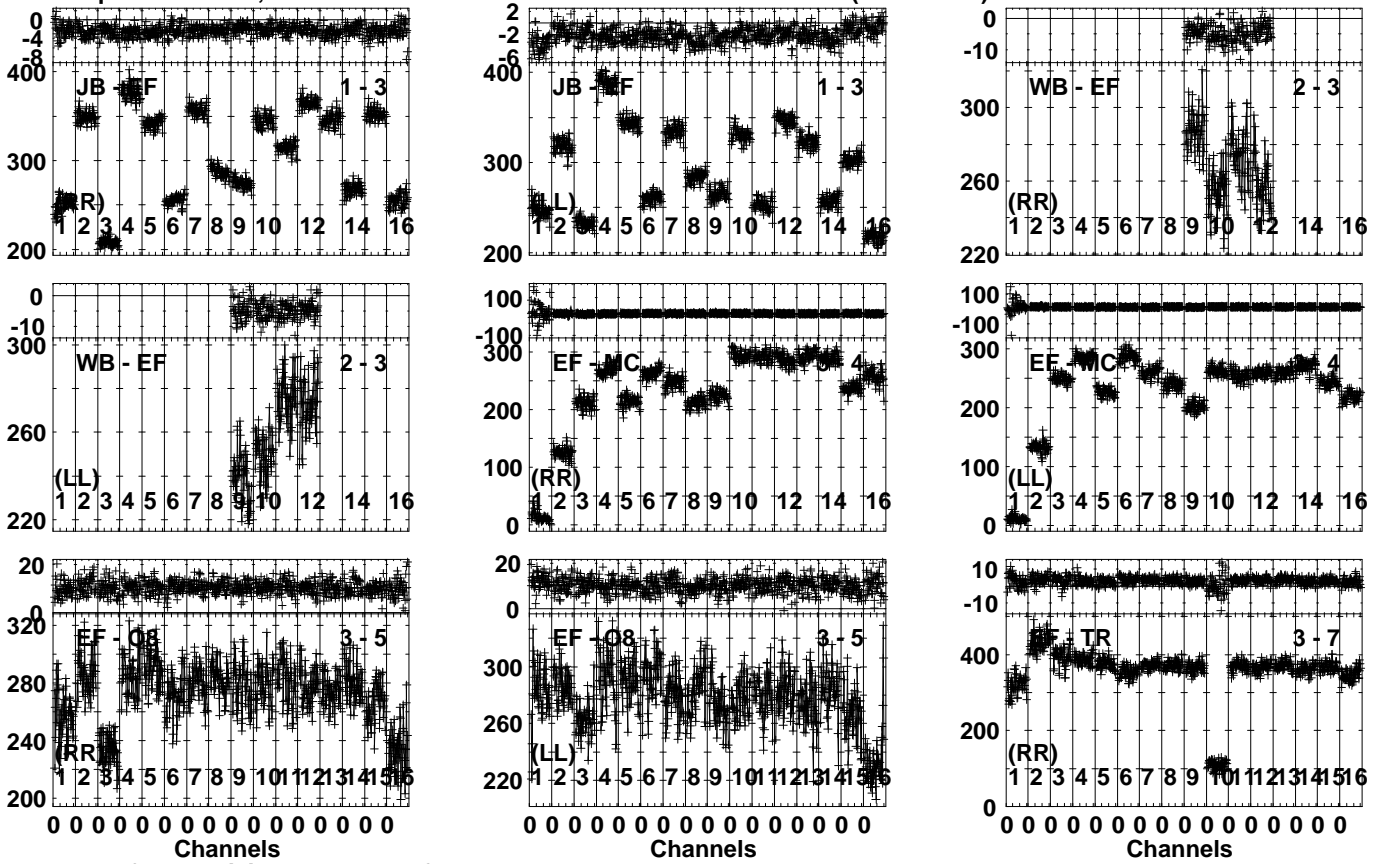 0 -4 -8
400 300 200
JB - EF 1 - 3
(RR)
1 2 3 4 5 6 7 8 9 10 12 14 16
2 -2 -6
400 300 200
JB - EF 1 - 3
(LL)
1 2 3 4 5 6 7 8 9 10 12 14 16
0 -10
300 260 220
WB - EF 2 - 3
(RR)
1 2 3 4 5 6 7 8 9 10 12 14 16
0 -10
300 260 220
WB - EF 2 - 3
(LL)
1 2 3 4 5 6 7 8 9 10 12 14 16
100 -100
300 200 100 0
EF - MC 3 - 4
(RR)
1 2 3 4 5 6 7 8 9 10 12 14 16
100 -100
300 200 100 0
EF - MC 3 - 4
(LL)
1 2 3 4 5 6 7 8 9 10 12 14 16
20 0
320 280 240 200
EF - O8 3 - 5
(RR)
1 2 3 4 5 6 7 8 9 10 11 12 13 14 15 16
0 0 0 0 0 0 0 0 0 0 0 0 0 0 0 0
Channels
20 0
300 260 220
EF - O8 3 - 5
(LL)
1 2 3 4 5 6 7 8 9 10 11 12 13 14 15 16
0 0 0 0 0 0 0 0 0 0 0 0 0 0 0 0
Channels
10 -10
400 200 0
EF - TR 3 - 7
(RR)
1 2 3 4 5 6 7 8 9 10 11 12 13 14 15 16
0 0 0 0 0 0 0 0 0 0 0 0 0 0 0 0
Channels